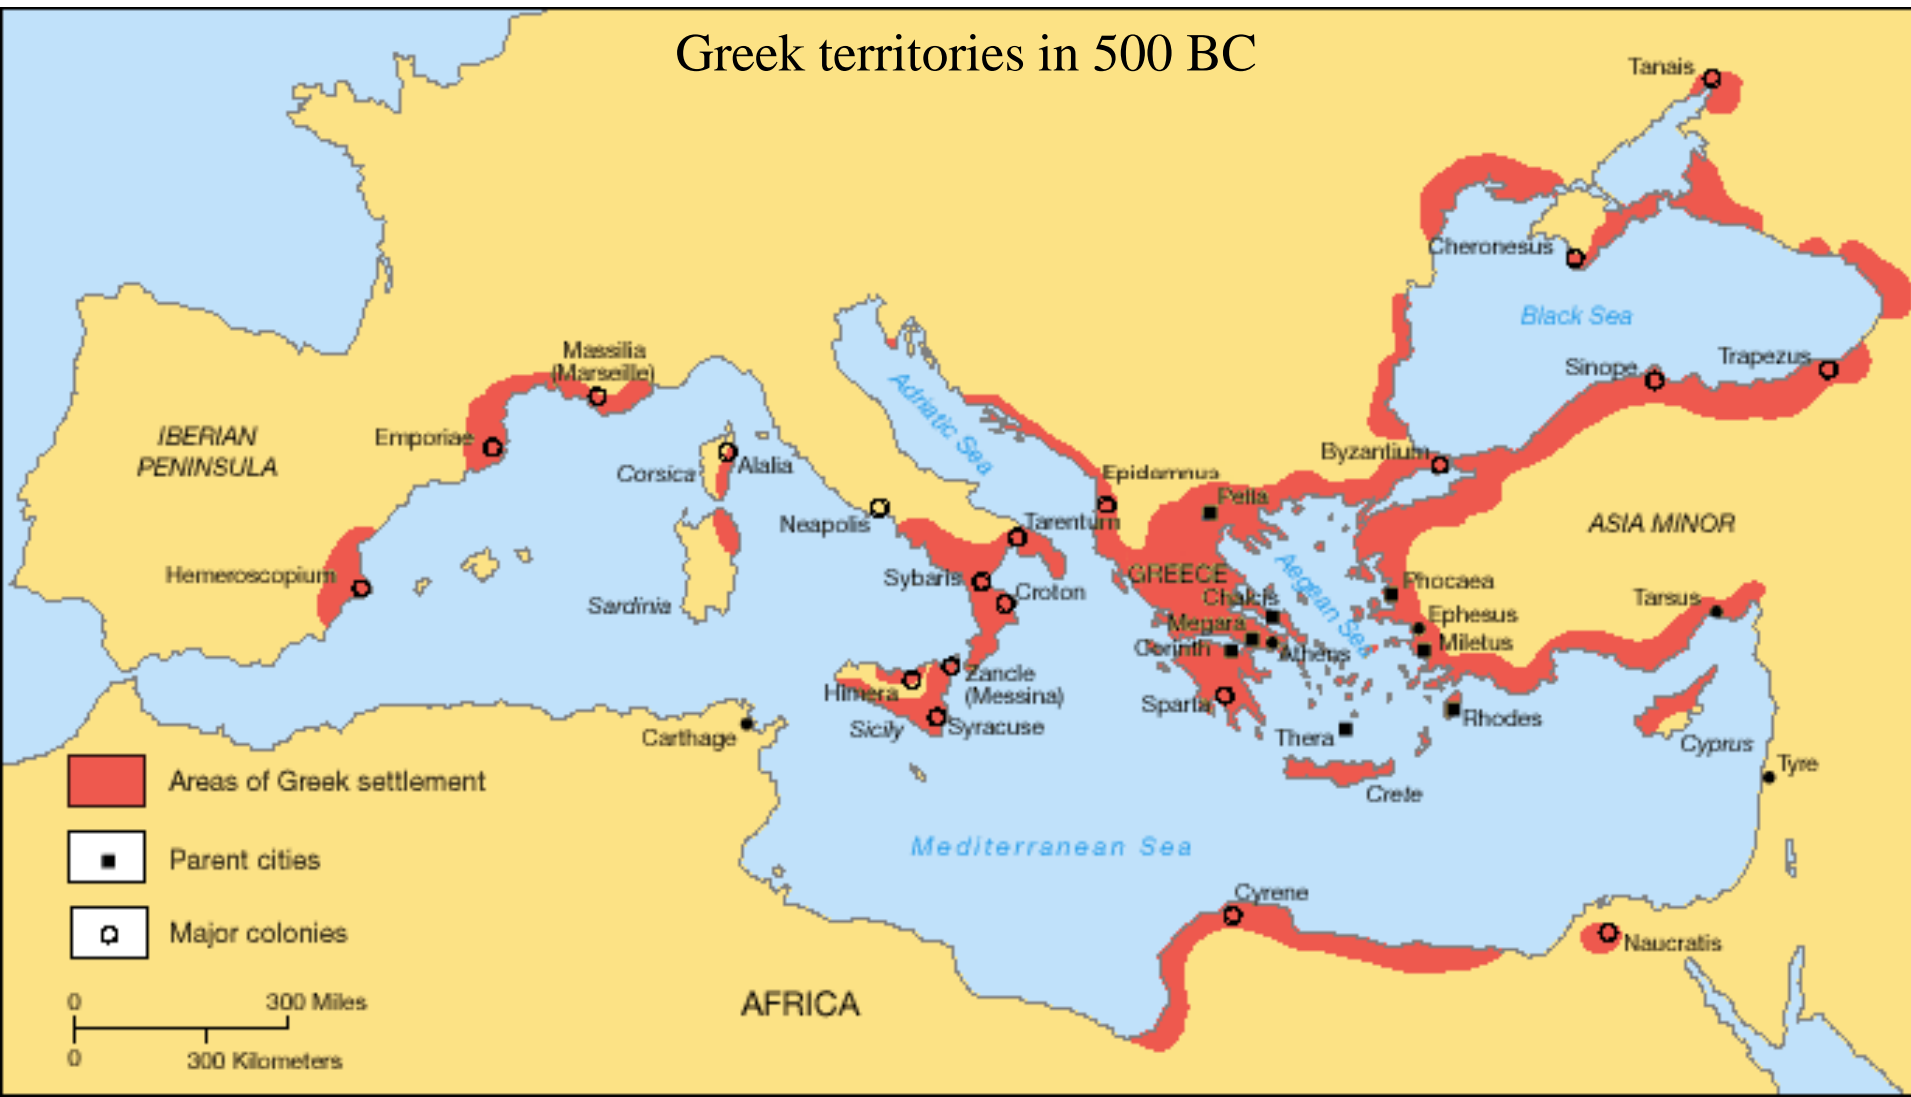 Greek territories in 500 BC
Tanais
Cheronesus
Black Sea
Massilia
(Marseille)
Sinope
Trapezus
Adriatic Sea
IBERIAN
PENINSULA
Emporiae
Corsica
Alalia
Byzantium
Epidamnus
Pella
Neapolis
Tarentum
ASIA MINOR
Aegean Sea
Hemeroscopium
Sardinia
Sybaris
Croton
GREECE
Chalcis
Phocaea
Tarsus
Megara
Ephesus
Corinth
Athens
Miletus
Himera
Zancle
(Messina)
Sparta
Sicily
Syracuse
Rhodes
Carthage
Thera
Cyprus
Tyre
Areas of Greek settlement
Crete
Mediterranean Sea
Parent cities
Cyrene
Major colonies
Naucratis
0 300 Miles
AFRICA
0 300 Kilometers